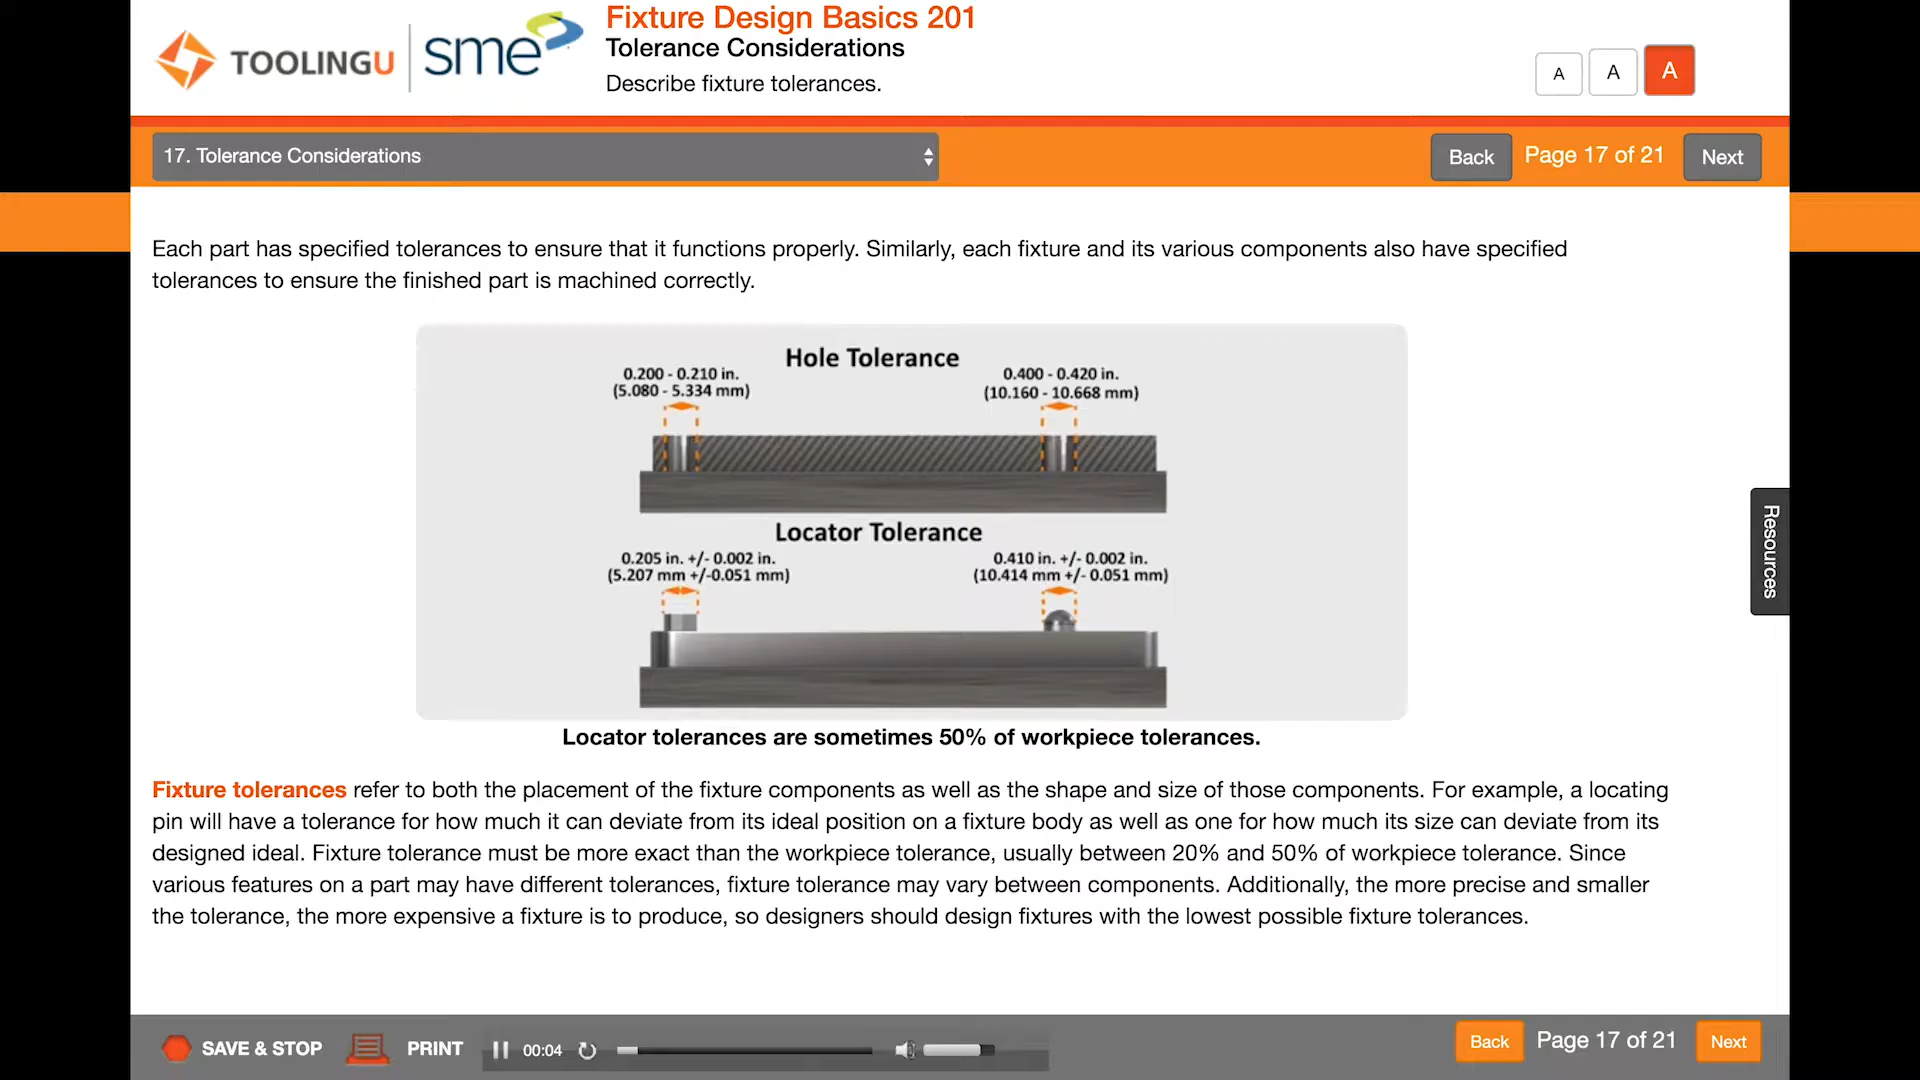 TOOLINGU
sme
Fixture Design Basics 201
Tolerance Considerations
Describe fixture tolerances.
A A A
17. Tolerance Considerations
Back Page 17 of 21 Next
Each part has specified tolerances to ensure that it functions properly. Similarly, each fixture and its various components also have specified
tolerances to ensure the finished part is machined correctly.
Hole Tolerance
0.200 - 0.210 in.
(5.080 - 5.334 mm)
0.400 - 0.420 in.
(10.160 - 10.668 mm)
Locator Tolerance
0.205 in. +/- 0.002 in.
(5.207 mm +/-0.051 mm)
0.410 in. +/- 0.002 in.
(10.414 mm +/- 0.051 mm)
Resources
Locator tolerances are sometimes 50% of workpiece tolerances.
Fixture tolerances refer to both the placement of the fixture components as well as the shape and size of those components. For example, a locating
pin will have a tolerance for how much it can deviate from its ideal position on a fixture body as well as one for how much its size can deviate from its
designed ideal. Fixture tolerance must be more exact than the workpiece tolerance, usually between 20% and 50% of workpiece tolerance. Since
various features on a part may have different tolerances, fixture tolerance may vary between components. Additionally, the more precise and smaller
the tolerance, the more expensive a fixture is to produce, so designers should design fixtures with the lowest possible fixture tolerances.
SAVE & STOP PRINT 00:04
Back Page 17 of 21 Next